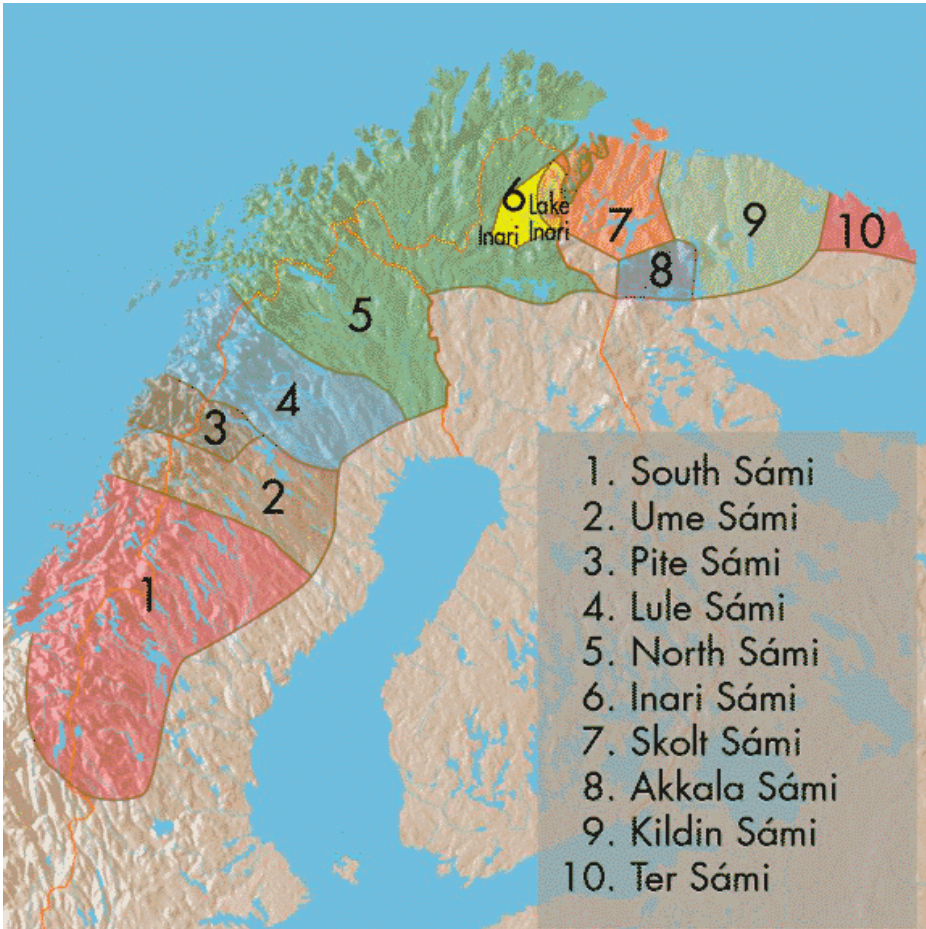 6
Lake
Inari Inari
7
9
10
8
5
4
3
2
1
1. South Sámi
2. Ume Sámi
3. Pite Sámi
4. Lule Sámi
5. North Sámi
6. Inari Sámi
7. Skolt Sámi
8. Akkala Sámi
9. Kildin Sámi
10. Ter Sámi